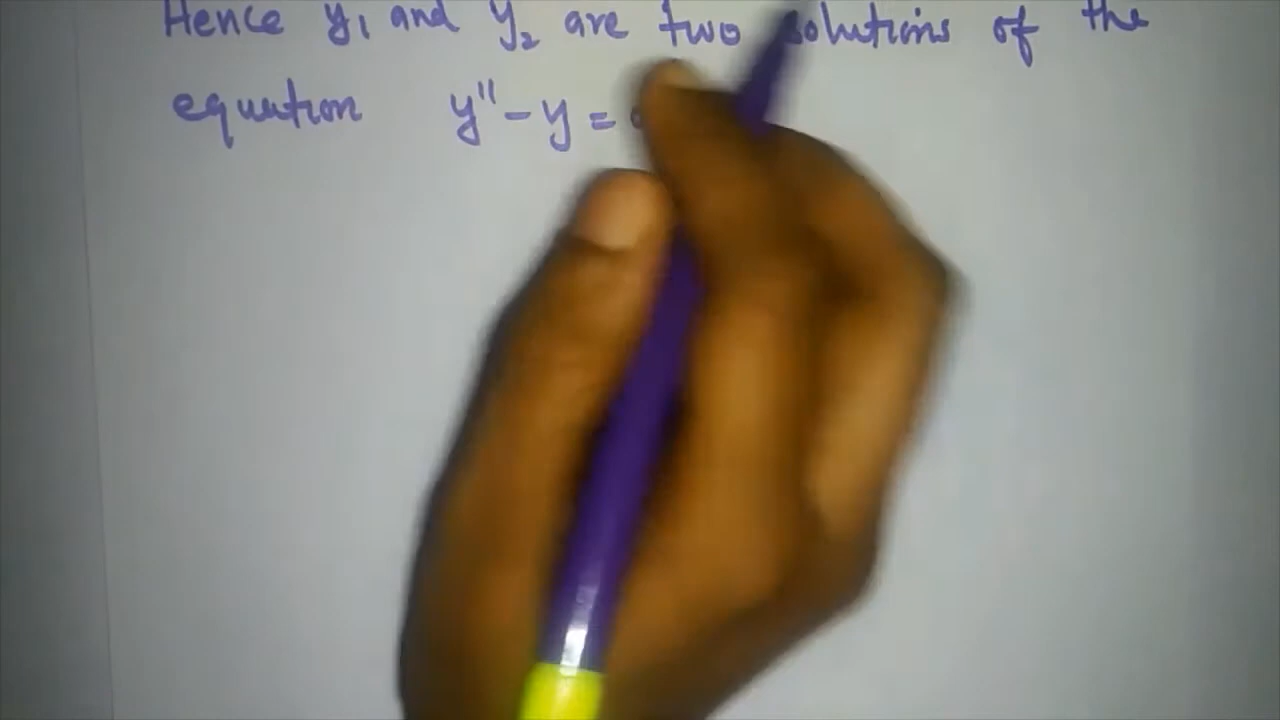 Hence y₁ and y₂ are two solutions of the
equation y" - y =